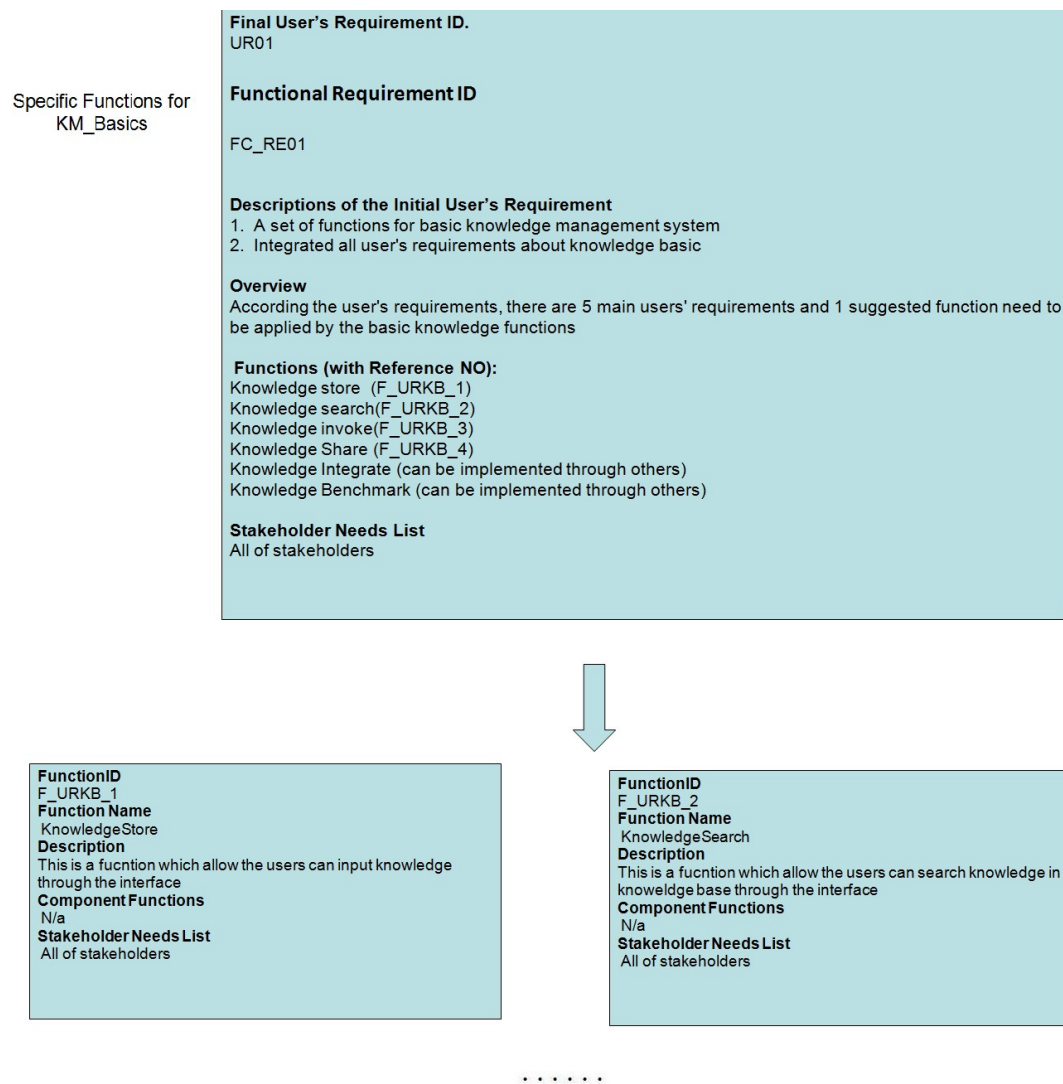 Specific Functions for
KM_Basics
Final User's Requirement ID.
UR01
Functional Requirement ID
FC_RE01
Descriptions of the Initial User's Requirement
1. A set of functions for basic knowledge management system
2. Integrated all user's requirements about knowledge basic
Overview
According the user's requirements, there are 5 main users' requirements and 1 suggested function need to
be applied by the basic knowledge functions
Functions (with Reference NO):
Knowledge store (F_URKB_1)
Knowledge search(F_URKB_2)
Knowledge invoke(F_URKB_3)
Knowledge Share (F_URKB_4)
Knowledge Integrate (can be implemented through others)
Knowledge Benchmark (can be implemented through others)
Stakeholder Needs List
All of stakeholders
FunctionID
F_URKB_1
Function Name
KnowledgeStore
Description
This is a fucntion which allow the users can input knowledge
through the interface
Component Functions
N/a
Stakeholder Needs List
All of stakeholders
FunctionID
F_URKB_2
Function Name
KnowledgeSearch
Description
This is a fucntion which allow the users can search knowledge in
knoweldge base through the interface
Component Functions
N/a
Stakeholder Needs List
All of stakeholders
. . . . . .